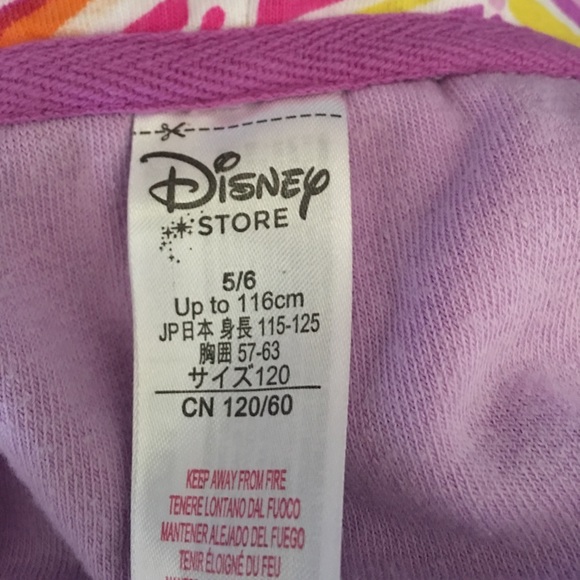 Disney
STORE
5/6
Up to 116cm
JP日本 身長 115-125
胸囲 57-63
サイズ120
CN 120/60
KEEP AWAY FROM FIRE
TENERE LONTANO DAL FUOCO
MANTENER ALEJADO DEL FUEGO
TENIR ÉLOIGNÉ DU FEU